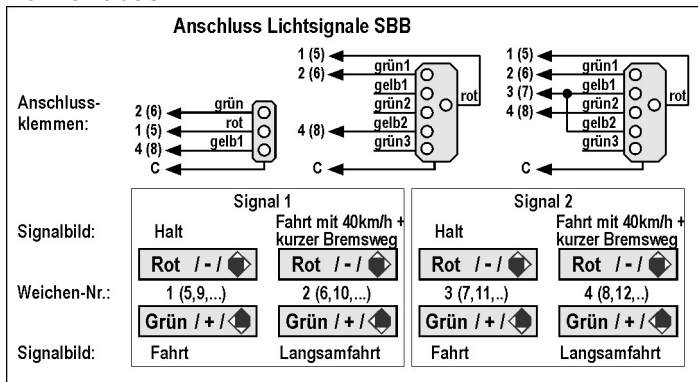 Anschluss Lichtsignale SBB
Anschluss-
klemmen:
2 (6) grün
1 (5) rot
4 (8) gelb1
C
1 (5)
2 (6) grün1
gelb1
grün2
4 (8) gelb2
grün3
rot
C
1 (5)
2 (6) grün1
3 (7) gelb1
4 (8) grün2
gelb2
grün3
rot
C
Signal 1 Signal 2
Signalbild: Halt Fahrt mit 40km/h + kurzer Bremsweg Halt Fahrt mit 40km/h + kurzer Bremsweg
Rot / - / Rot / - / Rot / - / Rot / - /
Weichen-Nr.: 1 (5,9,...) 2 (6,10,...) 3 (7,11,..) 4 (8,12,..)
Grün / + / Grün / + / Grün / + / Grün / + /
Signalbild: Fahrt Langsamfahrt Fahrt Langsamfahrt